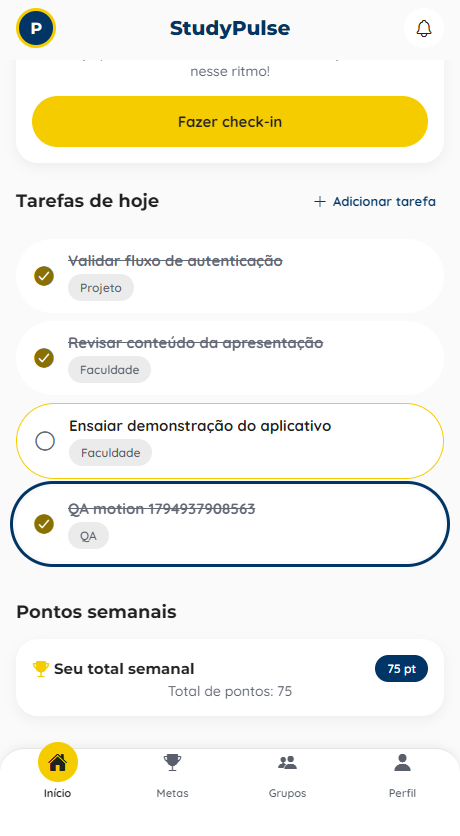 P
StudyPulse
nesse ritmo!
Fazer check-in
Tarefas de hoje
Adicionar tarefa
Validar fluxo de autenticação
Projeto
Revisar conteúdo da apresentação
Faculdade
Ensaiar demonstração do aplicativo
Faculdade
QA motion 1794937908563
QA
Pontos semanais
Seu total semanal
75 pt
Total de pontos: 75
Início
Metas
Grupos
Perfil